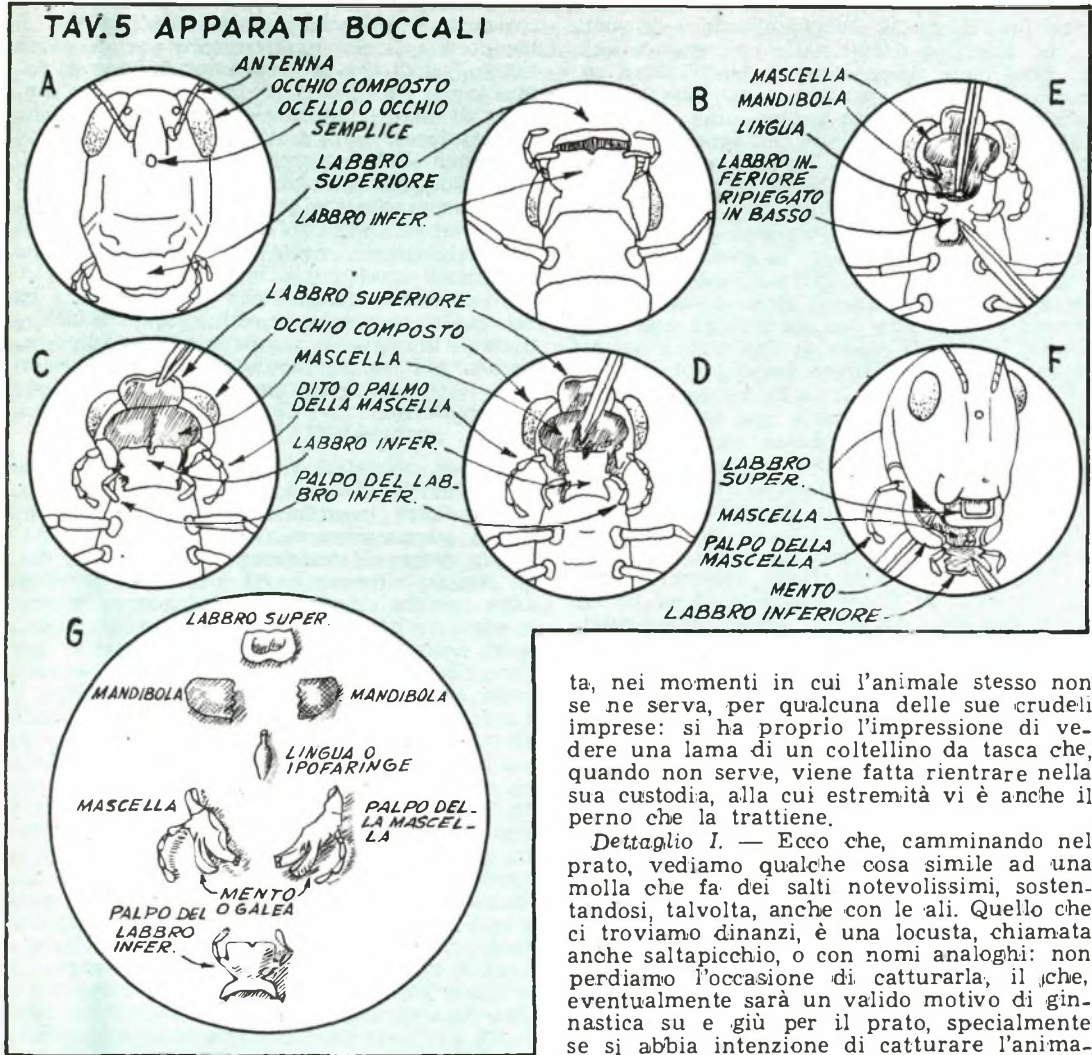 TAV.5 APPARATI BOCCALI
A
ANTENNA
OCCHIO COMPOSTO
OCELLO O OCCHIO
SEMPLICE
LABBRO
SUPERIORE
LABBRO INFER.
B
MASCELLA
MANDIBOLA
LINGUA
LABBRO IN_
FERIORE
RIPIEGATO
IN BASSO
E
C
LABBRO SUPERIORE
OCCHIO COMPOSTO
MASCELLA
DITO O PALMO
DELLA MASCELLA
LABBRO INFER.
PALPO DEL LAB_
BRO INFER.
D
F
LABBRO
SUPER.
MASCELLA
PALPO DELLA
MASCELLA
MENTO
LABBRO INFERIORE
G
LABBRO SUPER.
MANDIBOLA
MANDIBOLA
LINGUA O
IPOFARINGE
MASCELLA
PALPO DEL_
LA MASCEL_
LA
MENTO
O GALEA
PALPO DEL
LABBRO
INFER.
ta, nei momenti in cui l'animale stesso non
se ne serva, per qualcuna delle sue crudeli
imprese: si ha proprio l'impressione di ve-
dere una lama di un coltellino da tasca che,
quando non serve, viene fatta rientrare nella
sua custodia, alla cui estremità vi è anche il
perno che la trattiene.
Dettaglio I. — Ecco che, camminando nel
prato, vediamo qualche cosa simile ad una
molla che fa dei salti notevolissimi, sosten-
tandosi, talvolta, anche con le ali. Quello che
ci troviamo dinanzi, è una locusta, chiamata
anche saltapicchio, o con nomi analoghi: non
perdiamo l'occasione di catturarla, il che,
eventualmente sarà un valido motivo di gin-
nastica su e giù per il prato, specialmente
se si abbia intenzione di catturare l'anima-